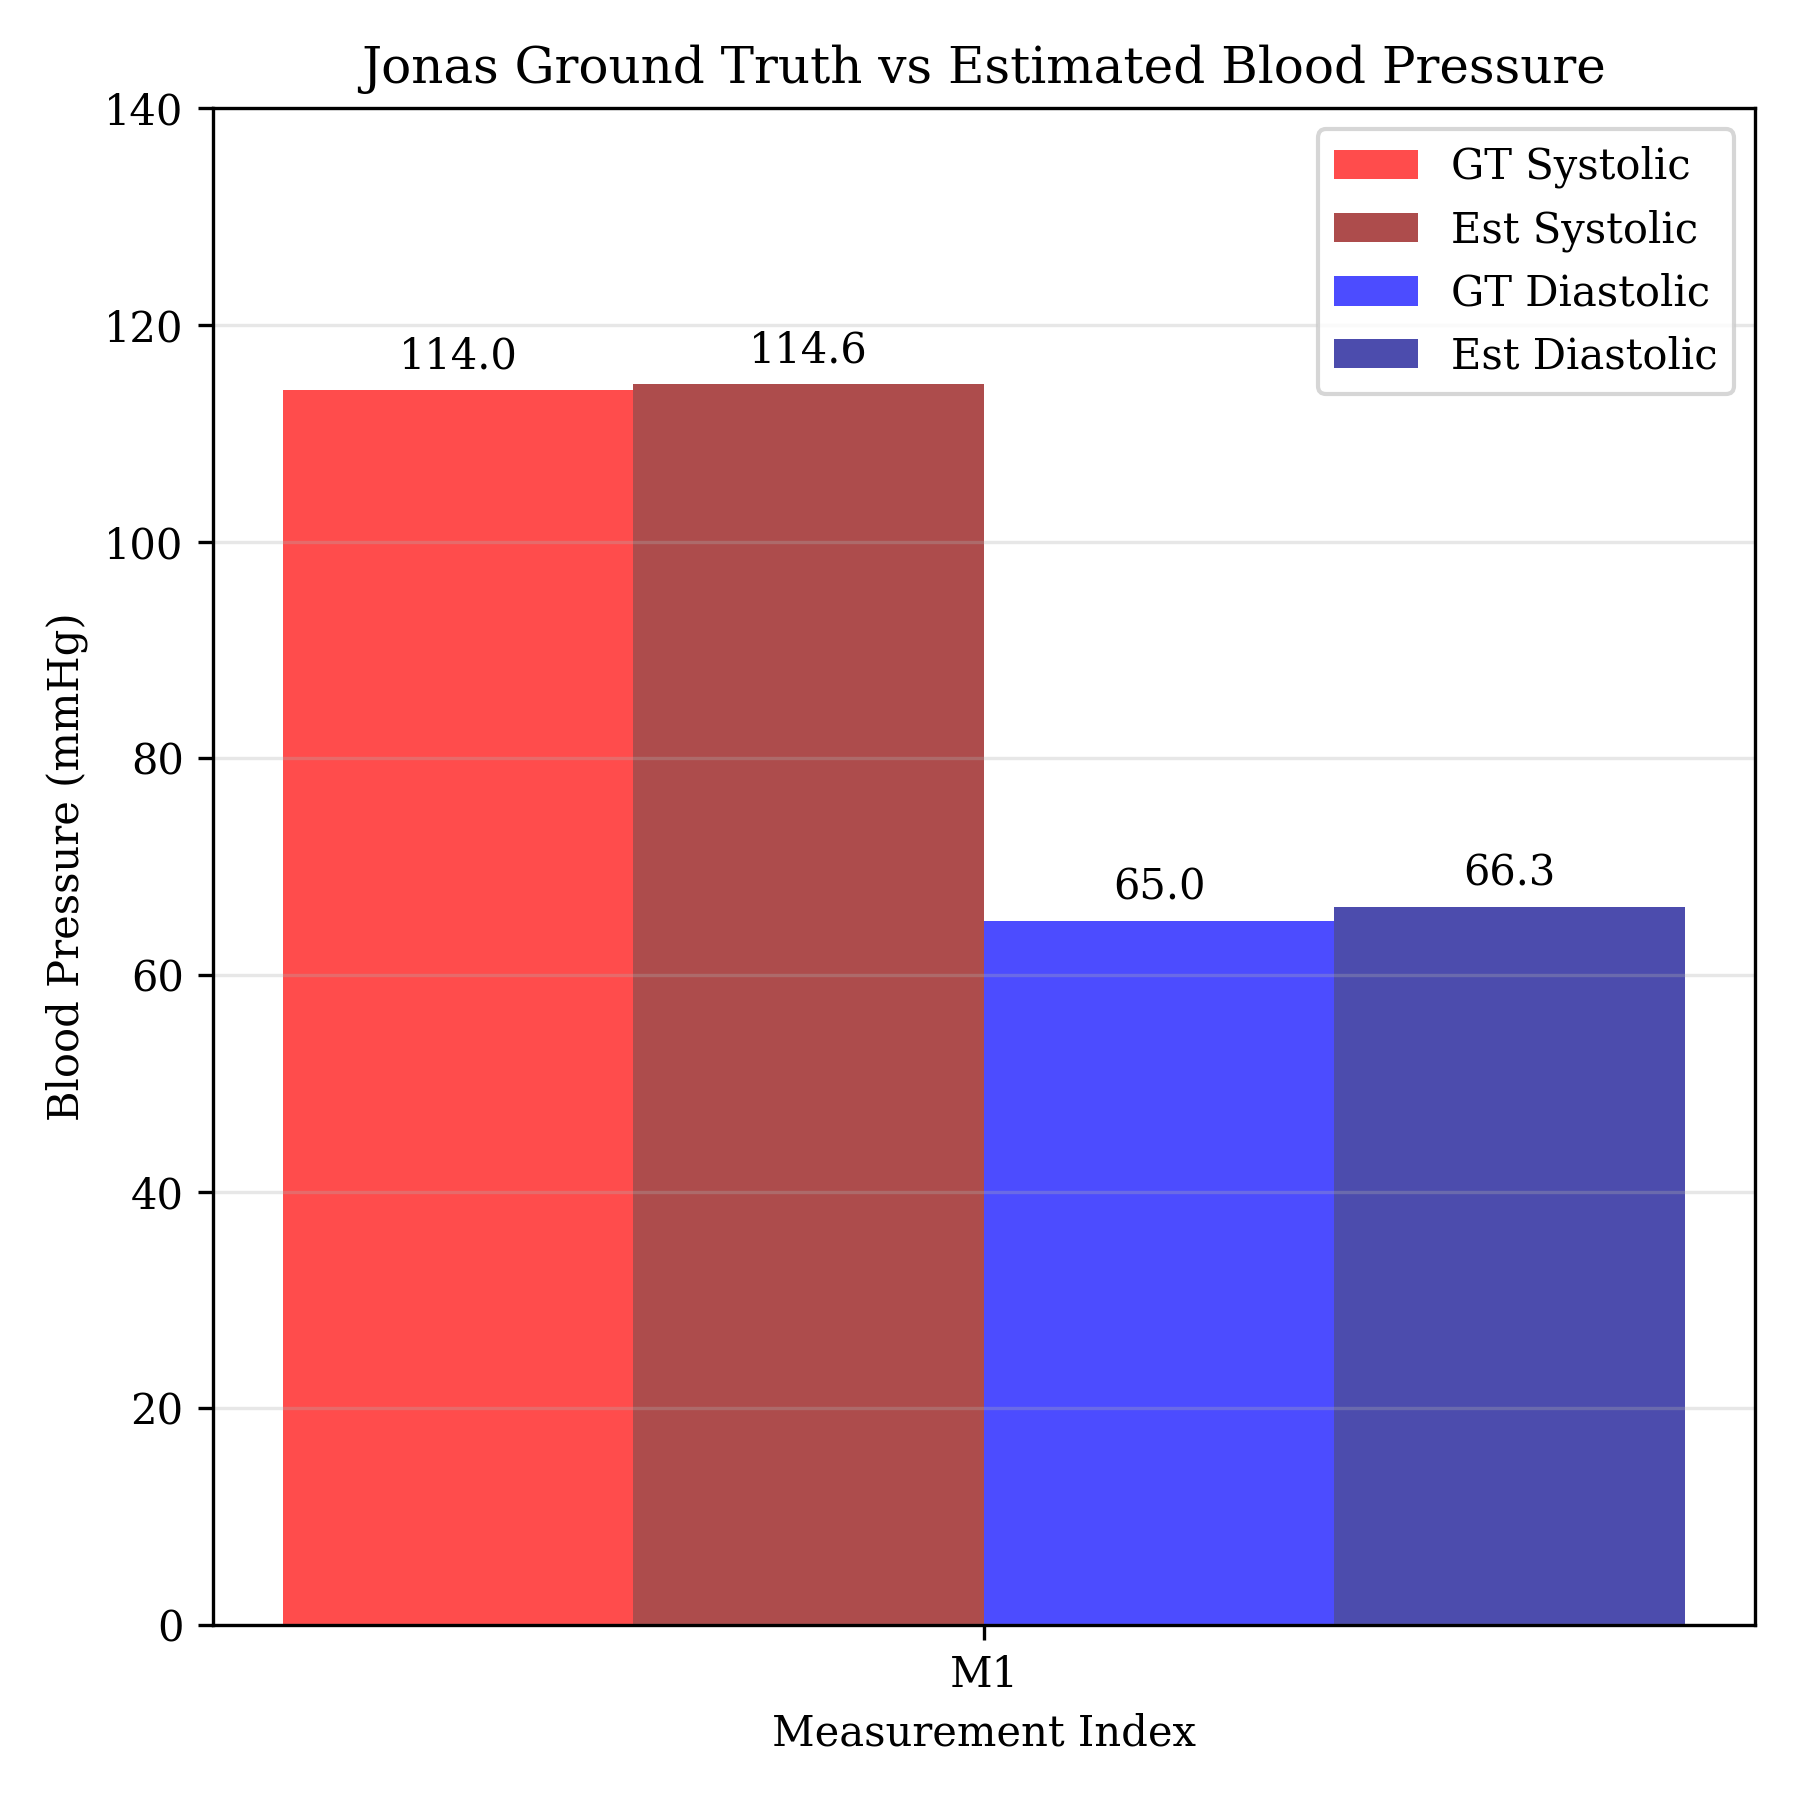 Jonas Ground Truth vs Estimated Blood Pressure
140
120
100
80
60
40
20
0
Blood Pressure (mmHg)
GT Systolic
Est Systolic
GT Diastolic
Est Diastolic
114.0
114.6
65.0
66.3
M1
Measurement Index